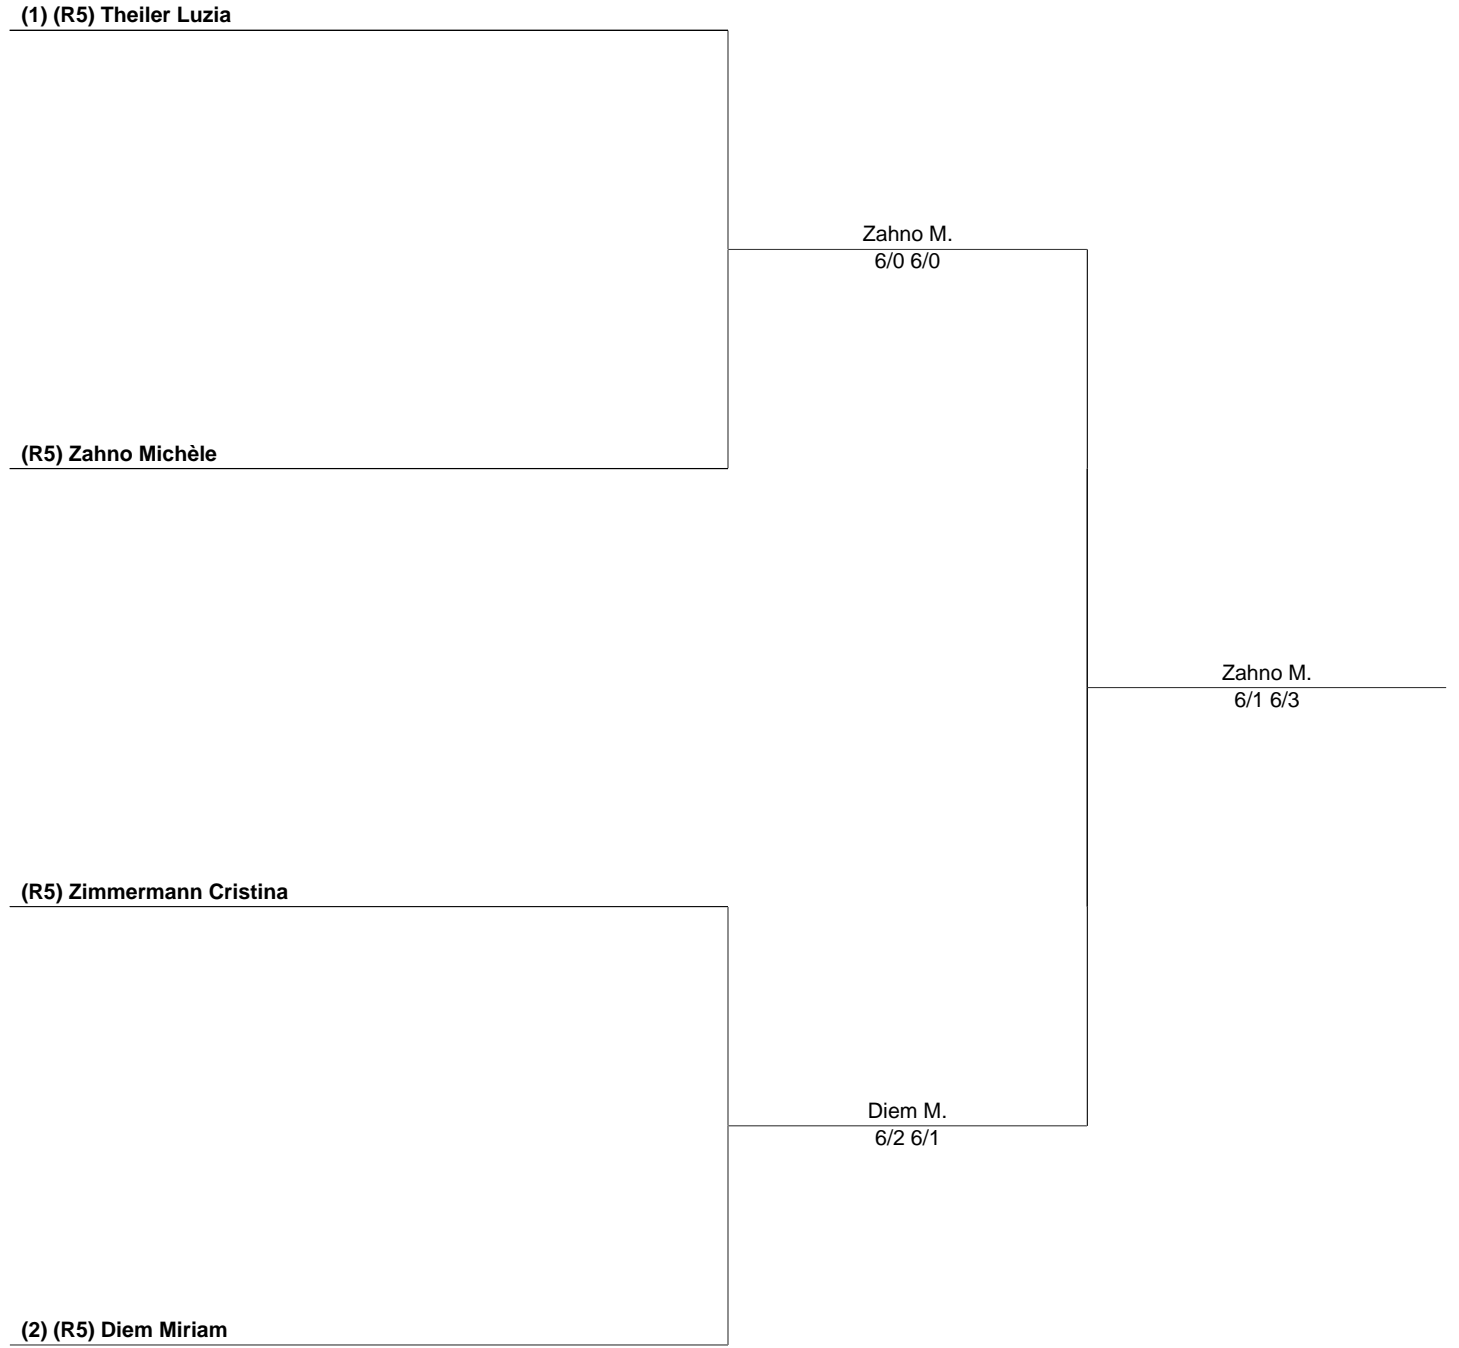 (1) (R5) Theiler Luzia
Zahno M.
6/0 6/0
(R5) Zahno Michèle
Zahno M.
6/1 6/3
(R5) Zimmermann Cristina
Diem M.
6/2 6/1
(2) (R5) Diem Miriam